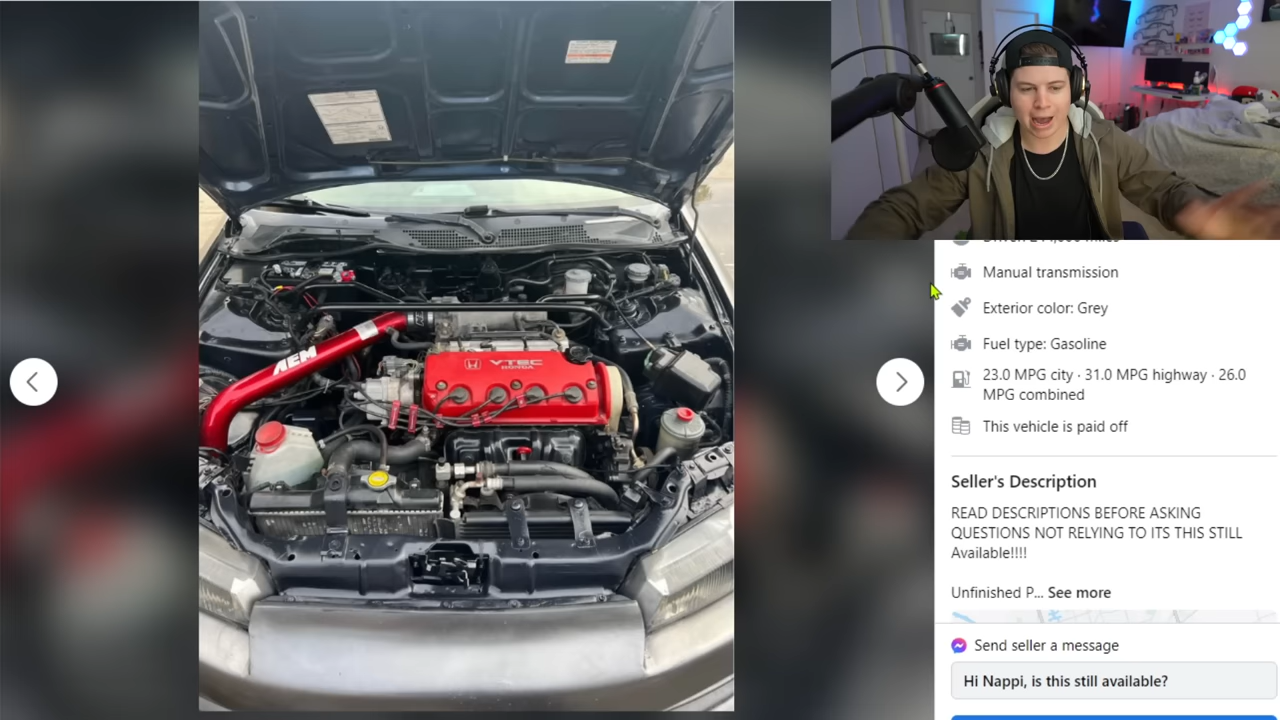 AEM
VTEC
HONDA
Manual transmission
Exterior color: Grey
Fuel type: Gasoline
23.0 MPG city · 31.0 MPG highway · 26.0
MPG combined
This vehicle is paid off
Seller's Description
READ DESCRIPTIONS BEFORE ASKING
QUESTIONS NOT RELYING TO ITS THIS STILL
Available!!!!
Unfinished P... See more
Send seller a message
Hi Nappi, is this still available?